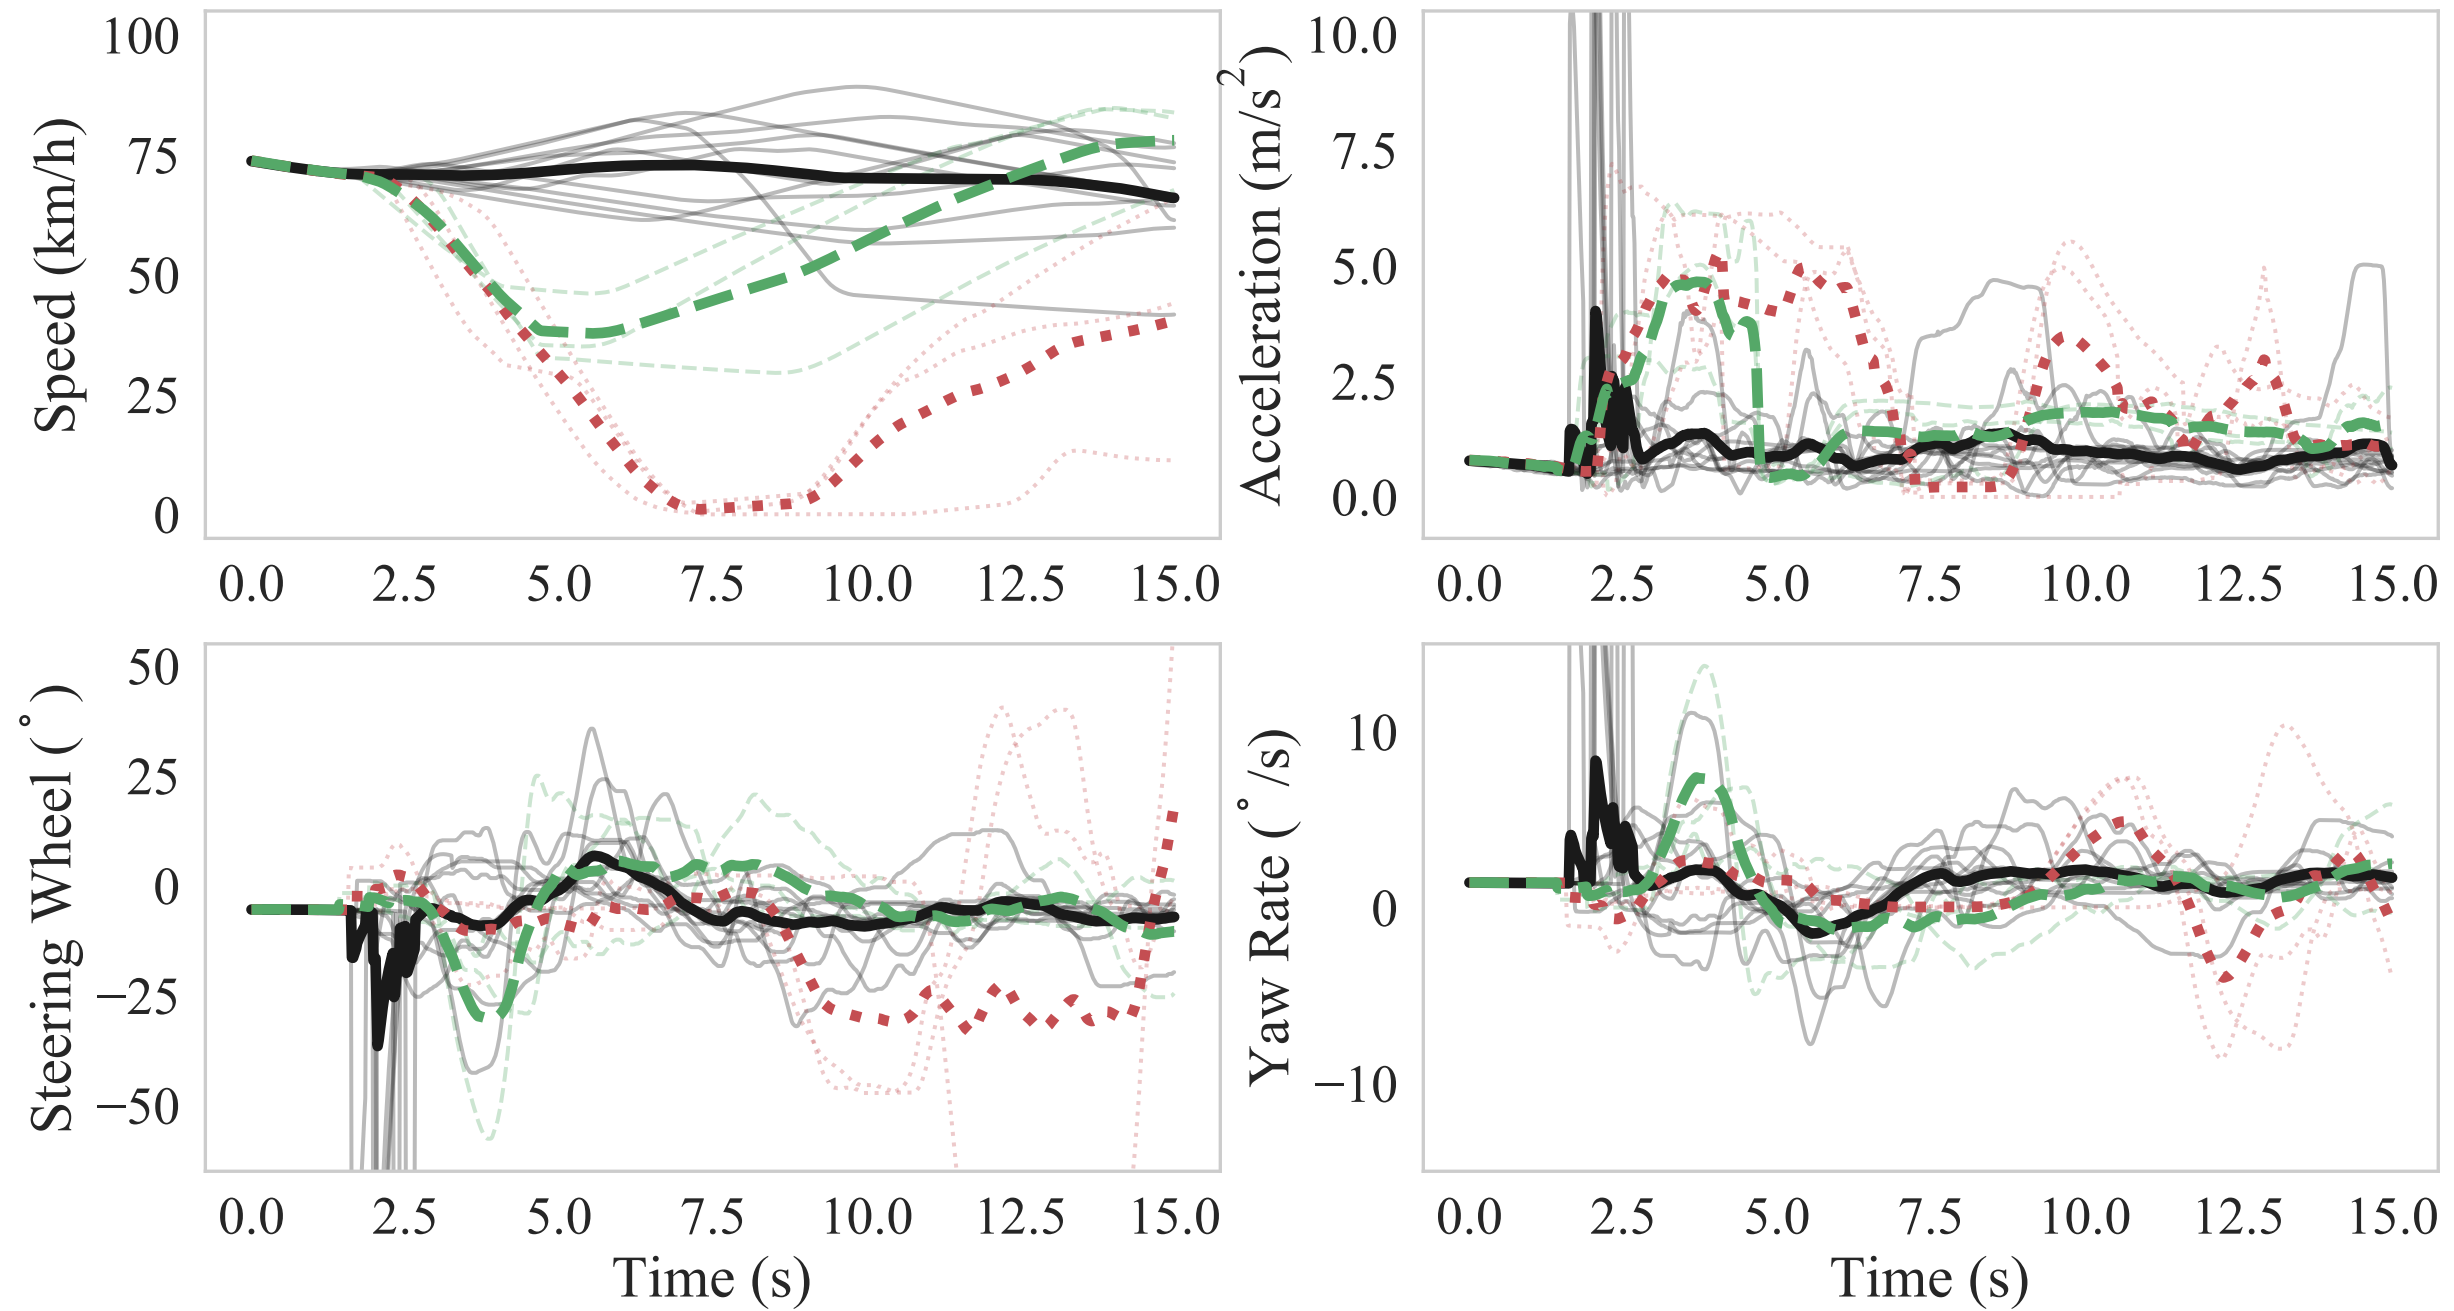 Speed (km/h)
100
75
50
25
0
0.0 2.5 5.0 7.5 10.0 12.5 15.0
Acceleration (m/s²)
10.0
7.5
5.0
2.5
0.0
0.0 2.5 5.0 7.5 10.0 12.5 15.0
Steering Wheel (°)
50
25
0
−25
−50
0.0 2.5 5.0 7.5 10.0 12.5 15.0
Time (s)
Yaw Rate (°/s)
10
0
−10
0.0 2.5 5.0 7.5 10.0 12.5 15.0
Time (s)